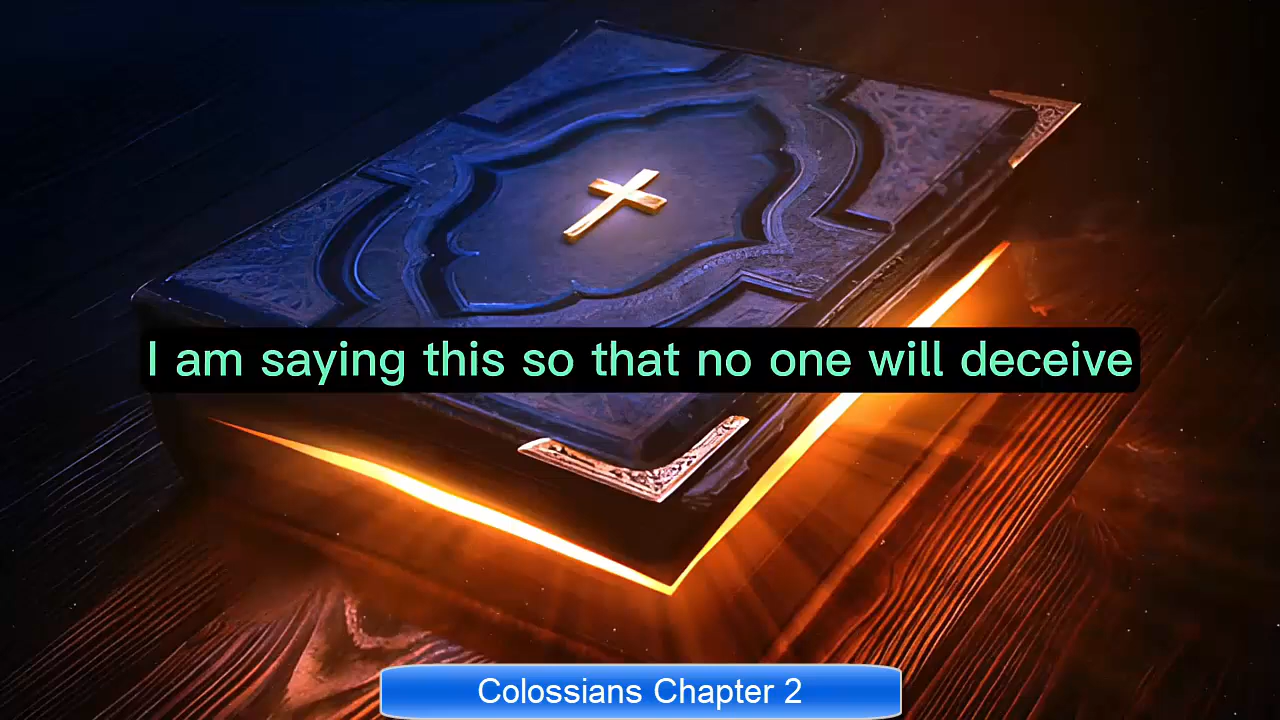 I am saying this so that no one will deceive
Colossians Chapter 2